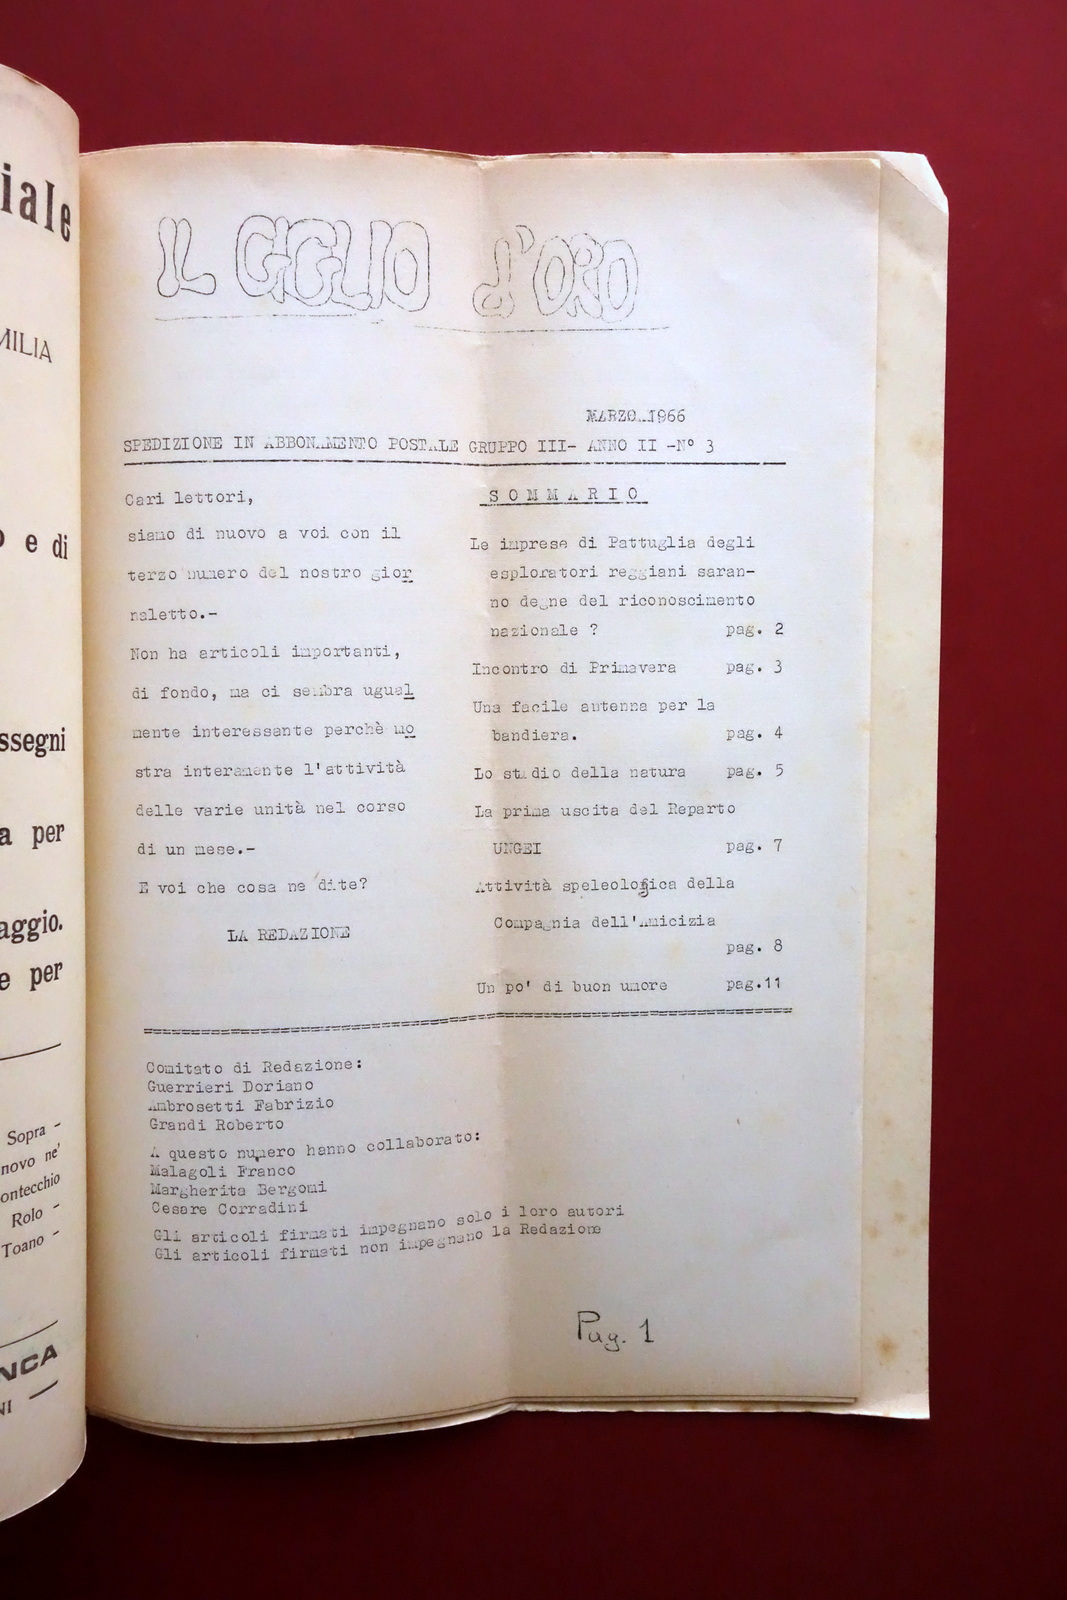 iale
MILIA
o e di
ssegni
a per
aggio.
e per
Sopra -
novo ne'
ontecchio
Rolo -
Toano -
NCA
NI
IL GIGLIO d'ORO
MARZO 1966
SPEDIZIONE IN ABBONAMENTO POSTALE GRUPPO III- ANNO II -N° 3
Cari lettori,
siamo di nuovo a voi con il
terzo numero del nostro gior
naletto.-
Non ha articoli importanti,
di fondo, ma ci sembra ugual
mente interessante perchè mo
stra interamente l'attività
delle varie unità nel corso
di un mese.-
E voi che cosa ne dite?
LA REDAZIONE
S O M M A R I O
Le imprese di Pattuglia degli
esploratori reggiani saran-
no degne del riconoscimento
nazionale ? pag. 2
Incontro di Primavera pag. 3
Una facile antenna per la
bandiera. pag. 4
Lo studio della natura pag. 5
La prima uscita del Reparto
UNGEI pag. 7
Attività speleologica della
Compagnia dell'Amicizia
pag. 8
Un po' di buon umore pag.11
Comitato di Redazione:
Guerrieri Doriano
Ambrosetti Fabrizio
Grandi Roberto
A questo numero hanno collaborato:
Malagoli Franco
Margherita Bergomi
Cesare Corradini
Gli articoli firmati impegnano solo i loro autori
Gli articoli firmati non impegnano la Redazione
Pag. 1